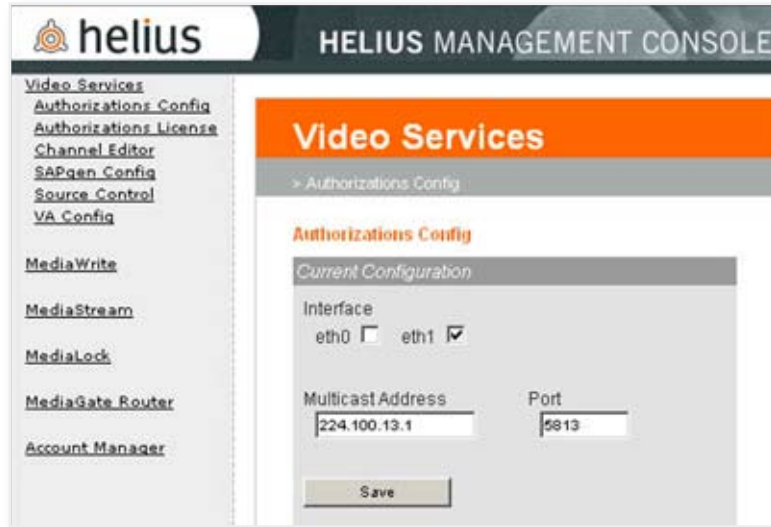 helius
HELIUS MANAGEMENT CONSOLE
Video Services
Authorizations Config
Authorizations License
Channel Editor
SAPgen Config
Source Control
VA Config
MediaWrite
MediaStream
MediaLock
MediaGate Router
Account Manager
Video Services
> Authorizations Config
Authorizations Config
Current Configuration
Interface
eth0 eth1
Multicast Address Port
224.100.13.1 5813
Save